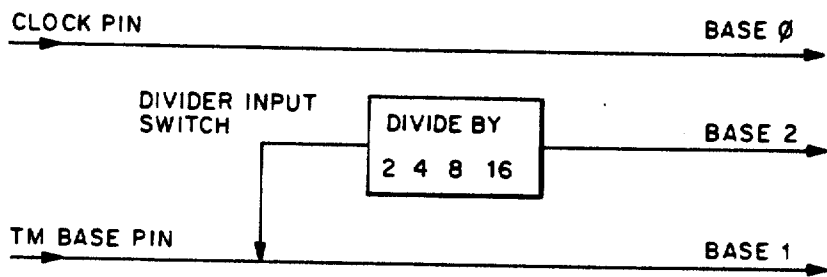 CLOCK PIN
BASE Ø
DIVIDER INPUT
SWITCH
DIVIDE BY
2 4 8 16
BASE 2
TM BASE PIN
BASE 1